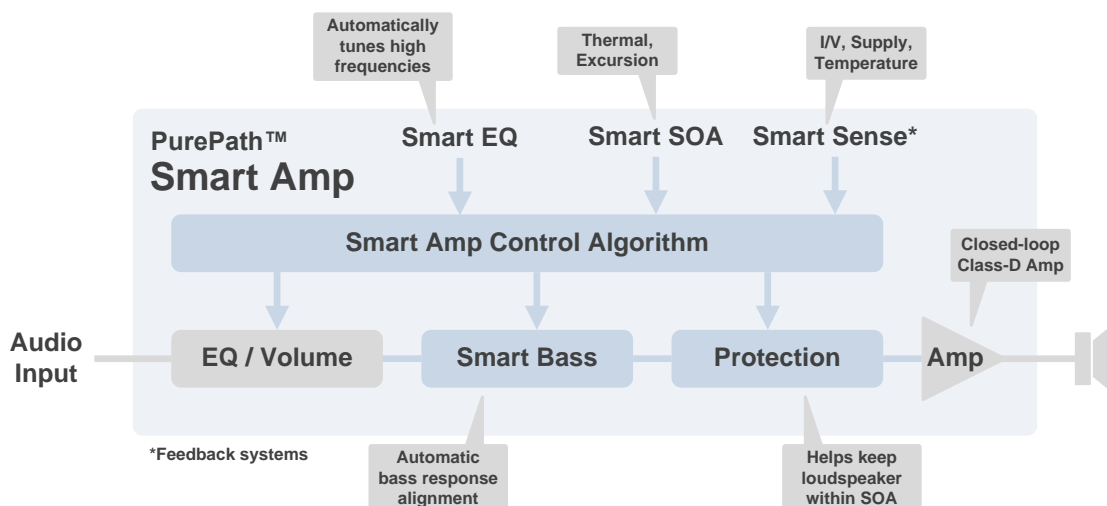 Automatically
tunes high
frequencies
Thermal,
Excursion
I/V, Supply,
Temperature
PurePath™
Smart Amp
Smart EQ
Smart SOA
Smart Sense*
Smart Amp Control Algorithm
Closed-loop
Class-D Amp
Audio
Input
EQ / Volume
Smart Bass
Protection
Amp
*Feedback systems
Automatic
bass response
alignment
Helps keep
loudspeaker
within SOA